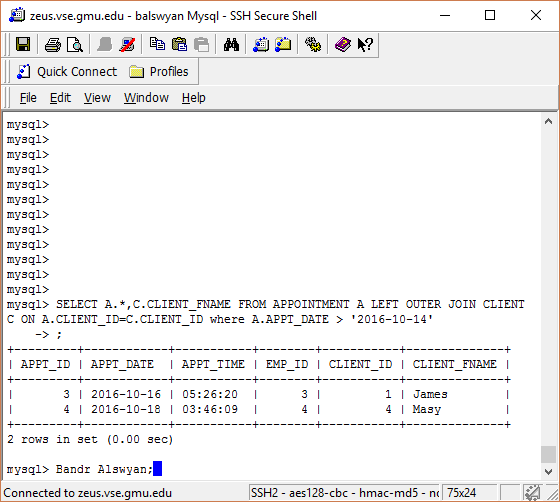 zeus.vse.gmu.edu - balswyan Mysql - SSH Secure Shell
Quick Connect Profiles
File Edit View Window Help
mysql>
mysql>
mysql>
mysql>
mysql>
mysql>
mysql>
mysql>
mysql>
mysql>
mysql>
mysql>
mysql> SELECT A.*,C.CLIENT_FNAME FROM APPOINTMENT A LEFT OUTER JOIN CLIENT
C ON A.CLIENT_ID=C.CLIENT_ID where A.APPT_DATE > '2016-10-14'
    -> ;
+---------+------------+-----------+--------+-----------+--------------+
| APPT_ID | APPT_DATE  | APPT_TIME | EMP_ID | CLIENT_ID | CLIENT_FNAME |
+---------+------------+-----------+--------+-----------+--------------+
|       3 | 2016-10-16 | 05:26:20  |      3 |         1 | James        |
|       4 | 2016-10-18 | 03:46:09  |      4 |         4 | Masy         |
+---------+------------+-----------+--------+-----------+--------------+
2 rows in set (0.00 sec)
mysql> Bandr Alswyan;
Connected to zeus.vse.gmu.edu SSH2 - aes128-cbc - hmac-md5 - 75x24